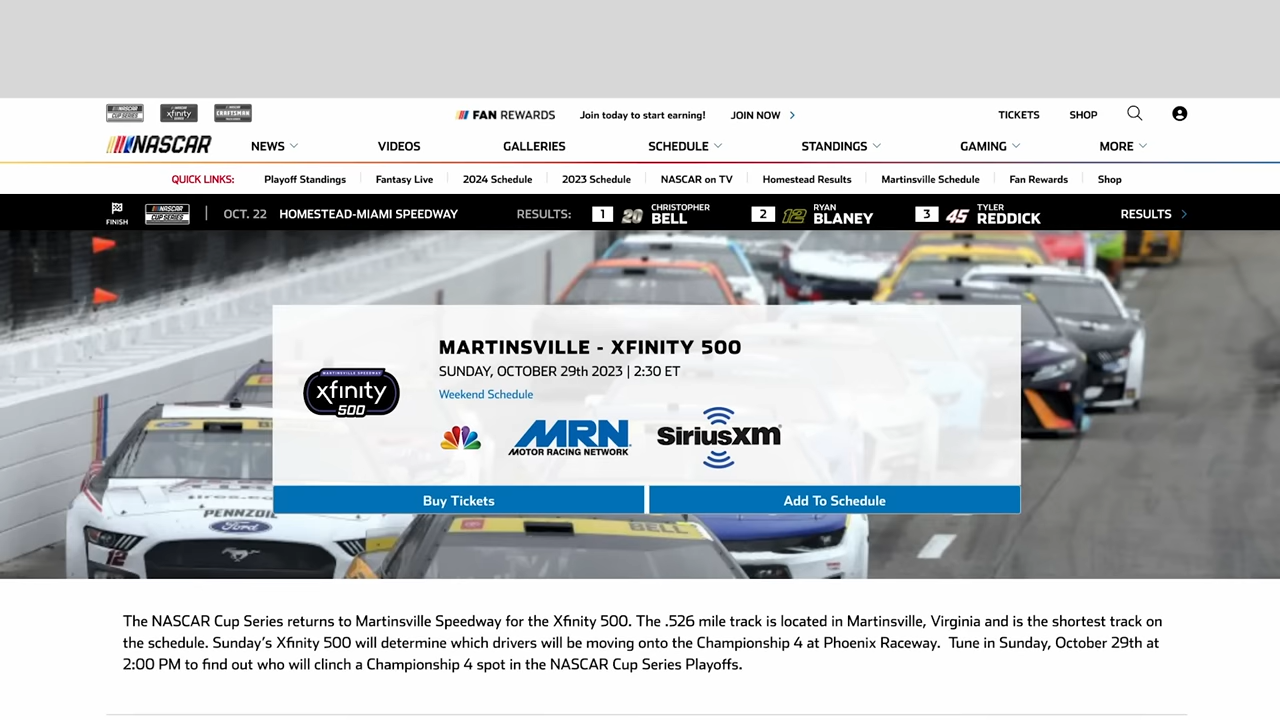 NASCAR CUP SERIES
xfinity
CRAFTSMAN
FAN REWARDS Join today to start earning! JOIN NOW
TICKETS SHOP
NASCAR NEWS VIDEOS GALLERIES SCHEDULE STANDINGS GAMING MORE
QUICK LINKS: Playoff Standings Fantasy Live 2024 Schedule 2023 Schedule NASCAR on TV Homestead Results Martinsville Schedule Fan Rewards Shop
FINISH NASCAR CUP SERIES OCT. 22 HOMESTEAD-MIAMI SPEEDWAY RESULTS: 1 20 CHRISTOPHER BELL 2 12 RYAN BLANEY 3 45 TYLER REDDICK RESULTS
MARTINSVILLE - XFINITY 500
SUNDAY, OCTOBER 29th 2023 | 2:30 ET
Weekend Schedule
MARTINSVILLE SPEEDWAY
xfinity
500
MRN
MOTOR RACING NETWORK
SiriusXm
Buy Tickets Add To Schedule
PENNZOIL
Ford
12
BELL
The NASCAR Cup Series returns to Martinsville Speedway for the Xfinity 500. The .526 mile track is located in Martinsville, Virginia and is the shortest track on
the schedule. Sunday's Xfinity 500 will determine which drivers will be moving onto the Championship 4 at Phoenix Raceway. Tune in Sunday, October 29th at
2:00 PM to find out who will clinch a Championship 4 spot in the NASCAR Cup Series Playoffs.